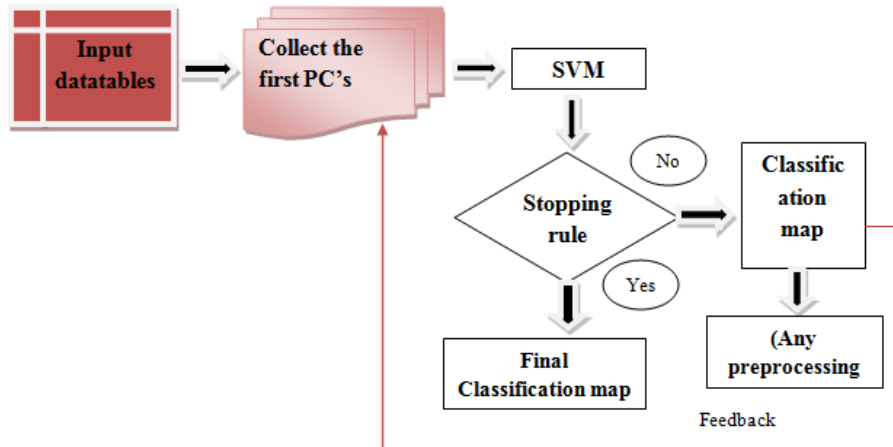 Input
datatables
Collect the
first PC's
SVM
No
Stopping
rule
Classific
ation
map
Yes
Final
Classification map
(Any
preprocessing
Feedback